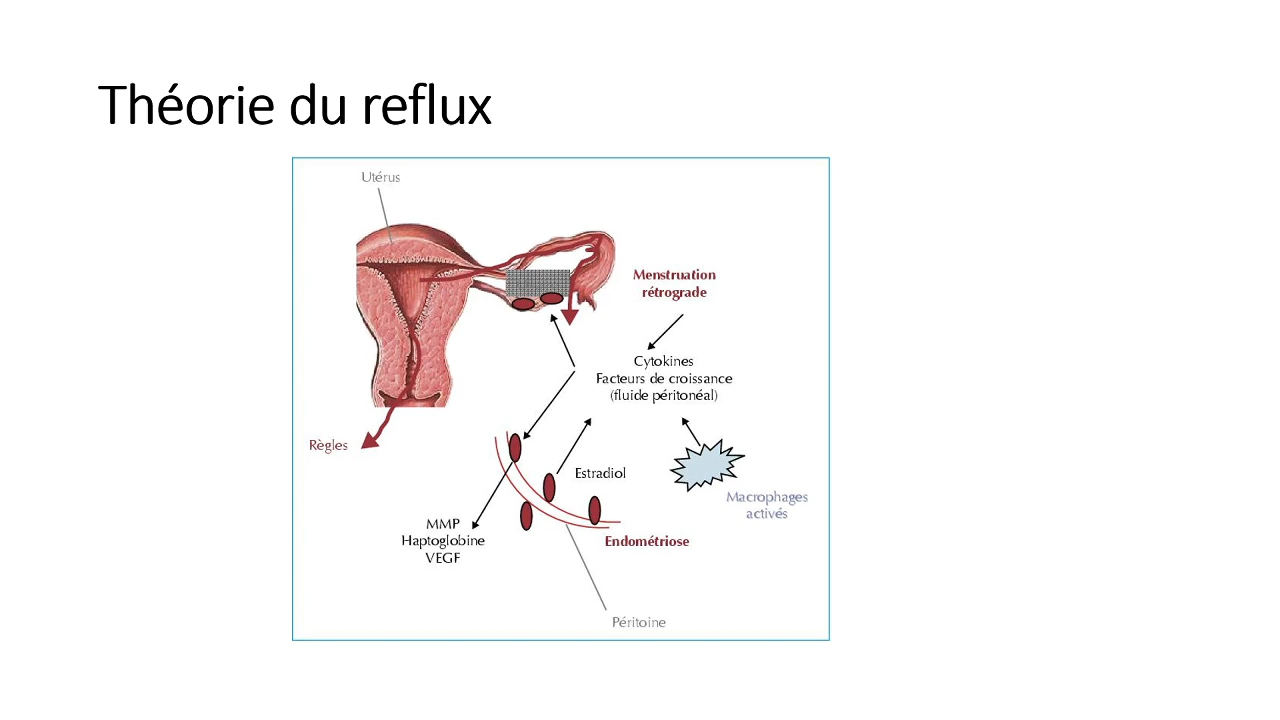 Théorie du reflux
Utérus
Menstruation
rétrograde
Cytokines
Facteurs de croissance
(fluide péritonéal)
Règles
Estradiol
Macrophages
activés
MMP
Haptoglobine
VEGF
Endométriose
Péritoine